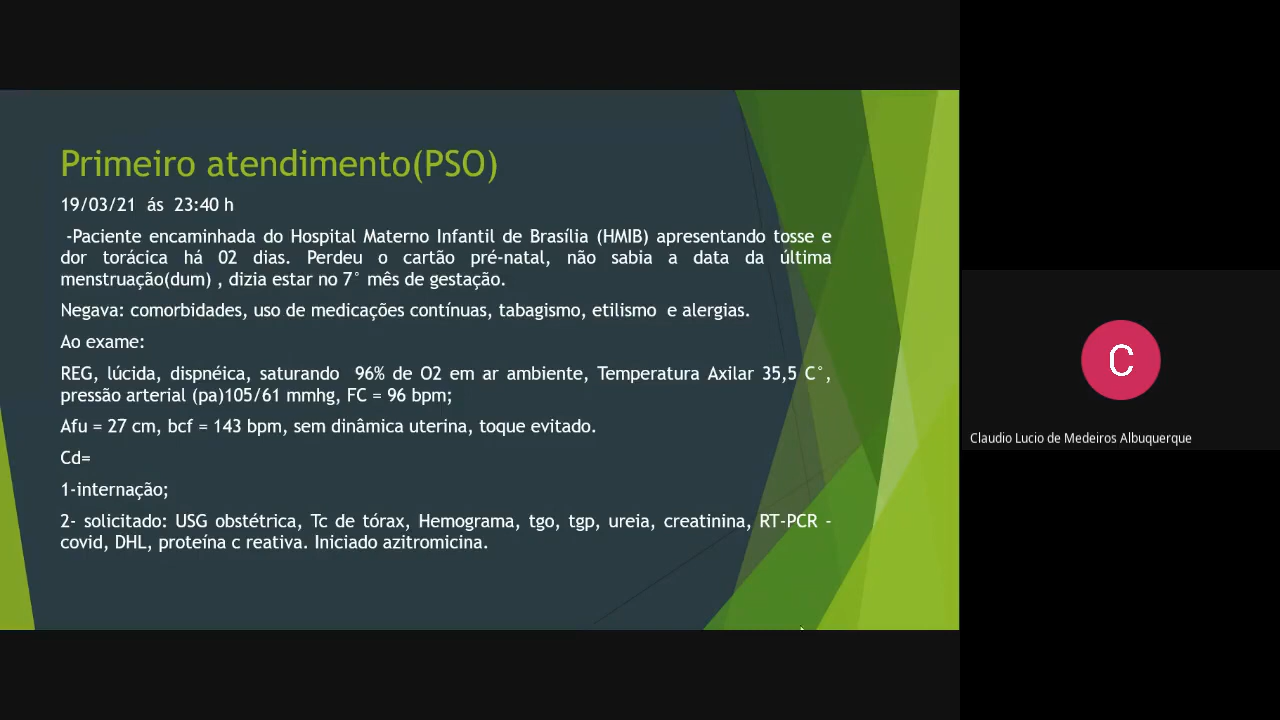 Primeiro atendimento(PSO)
19/03/21 ás 23:40 h
-Paciente encaminhada do Hospital Materno Infantil de Brasília (HMIB) apresentando tosse e
dor torácica há 02 dias. Perdeu o cartão pré-natal, não sabia a data da última
menstruação(dum) , dizia estar no 7° mês de gestação.
Negava: comorbidades, uso de medicações contínuas, tabagismo, etilismo e alergias.
Ao exame:
REG, lúcida, dispnéica, saturando 96% de O2 em ar ambiente, Temperatura Axilar 35,5 C°,
pressão arterial (pa)105/61 mmhg, FC = 96 bpm;
Afu = 27 cm, bcf = 143 bpm, sem dinâmica uterina, toque evitado.
Cd=
1-internação;
2- solicitado: USG obstétrica, Tc de tórax, Hemograma, tgo, tgp, ureia, creatinina, RT-PCR -
covid, DHL, proteína c reativa. Iniciado azitromicina.
C
Claudio Lucio de Medeiros Albuquerque